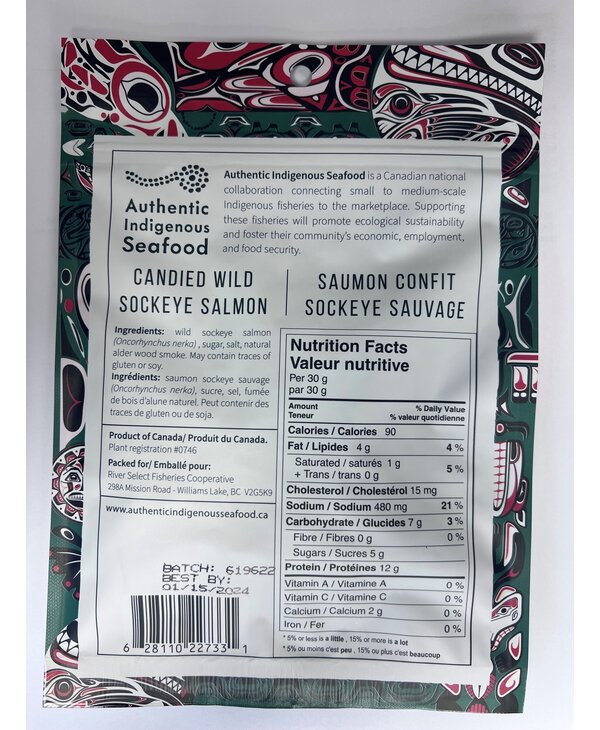 Authentic
Indigenous
Seafood
Authentic Indigenous Seafood is a Canadian national
collaboration connecting small to medium-scale
Indigenous fisheries to the marketplace. Supporting
these fisheries will promote ecological sustainability
and foster their community's economic, employment,
and food security.
CANDIED WILD
SOCKEYE SALMON
SAUMON CONFIT
SOCKEYE SAUVAGE
Ingredients: wild sockeye salmon
(Oncorhynchus nerka) , sugar, salt, natural
alder wood smoke. May contain traces of
gluten or soy.
Ingrédients: saumon sockeye sauvage
(Oncorhynchus nerka), sucre, sel, fumée
de bois d'alune naturel. Peut contenir des
traces de gluten ou de soja.
Product of Canada/ Produit du Canada.
Plant registration #0746
Packed for/ Emballé pour:
River Select Fisheries Cooperative
298A Mission Road - Williams Lake, BC V2G5K9
www.authenticindigenousseafood.ca
BATCH: 619622
BEST BY:
01/15/2024
6 28110 22733 1
Nutrition Facts
Valeur nutritive
Per 30 g
par 30 g
Amount % Daily Value
Teneur % valeur quotidienne
Calories / Calories 90
Fat / Lipides 4 g 4 %
Saturated / saturés 1 g
+ Trans / trans 0 g 5 %
Cholesterol / Cholestérol 15 mg
Sodium / Sodium 480 mg 21 %
Carbohydrate / Glucides 7 g 3 %
Fibre / Fibres 0 g 0 %
Sugars / Sucres 5 g
Protein / Protéines 12 g
Vitamin A / Vitamine A 0 %
Vitamin C / Vitamine C 0 %
Calcium / Calcium 2 g 0 %
Iron / Fer 0 %
* 5% or less is a little , 15% or more is a lot
* 5% ou moins c'est peu , 15% ou plus c'est beaucoup